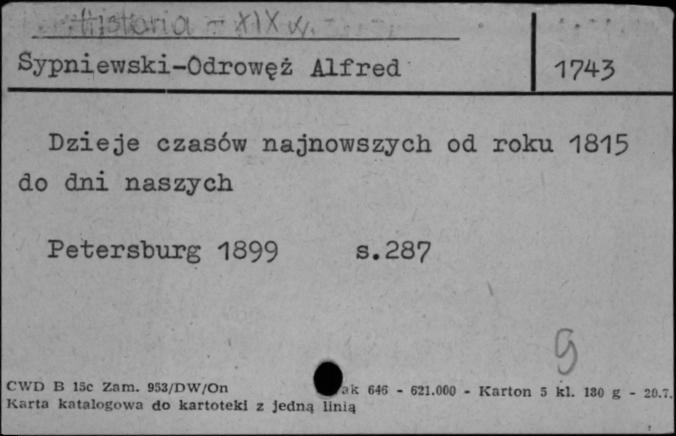 Historia - XIX w.
Sypniewski-Odrowęż Alfred
1743
Dzieje czasów najnowszych od roku 1815
do dni naszych
Petersburg 1899 s.287
9
CWD B 15c Zam. 953/DW/On ak 646 - 621.000 - Karton 5 kl. 180 g - 20.7.
Karta katalogowa do kartoteki z jedną linią